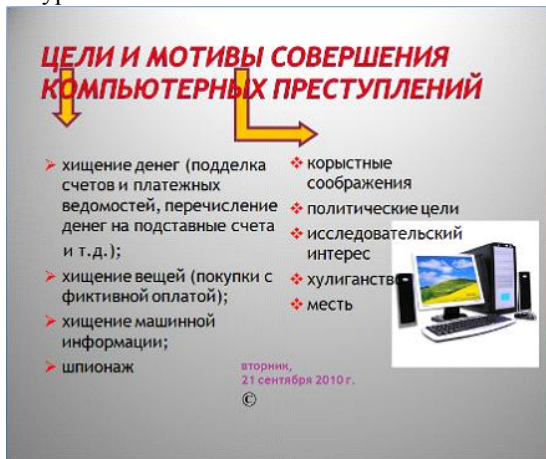 ЦЕЛИ И МОТИВЫ СОВЕРШЕНИЯ
КОМПЬЮТЕРНЫХ ПРЕСТУПЛЕНИЙ
хищение денег (подделка
счетов и платежных
ведомостей, перечисление
денег на подставные счета
и т.д.);
хищение вещей (покупки с
фиктивной оплатой);
хищение машинной
информации;
шпионаж
корыстные
соображения
политические цели
исследовательский
интерес
хулиганство
месть
вторник,
21 сентября 2010 г.
©